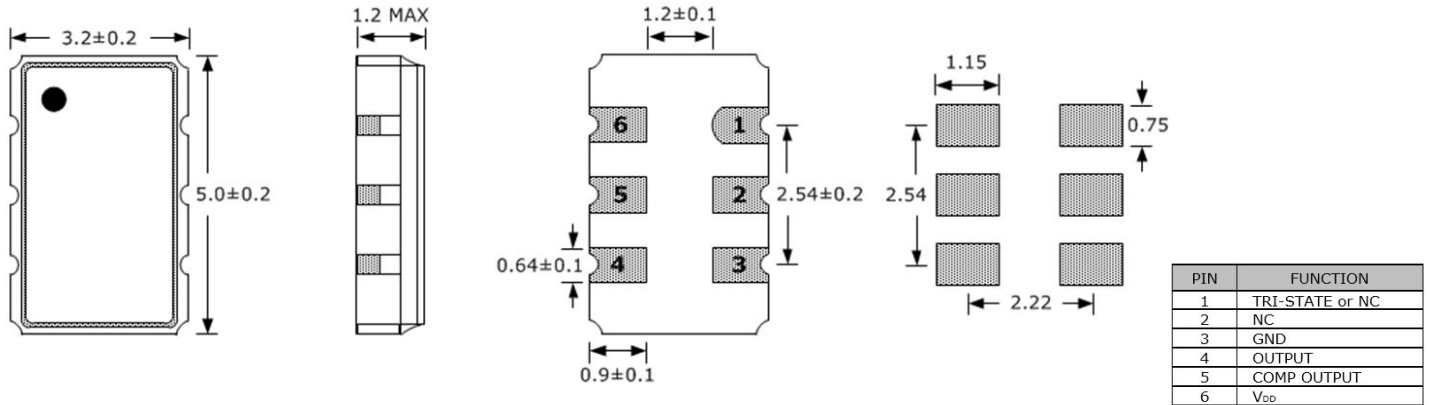 3.2±0.2
5.0±0.2
1.2 MAX
1.2±0.1
6
1
5
2
4
3
2.54±0.2
0.64±0.1
0.9±0.1
1.15
0.75
2.54
2.22
PIN FUNCTION
1 TRI-STATE or NC
2 NC
3 GND
4 OUTPUT
5 COMP OUTPUT
6 VDD